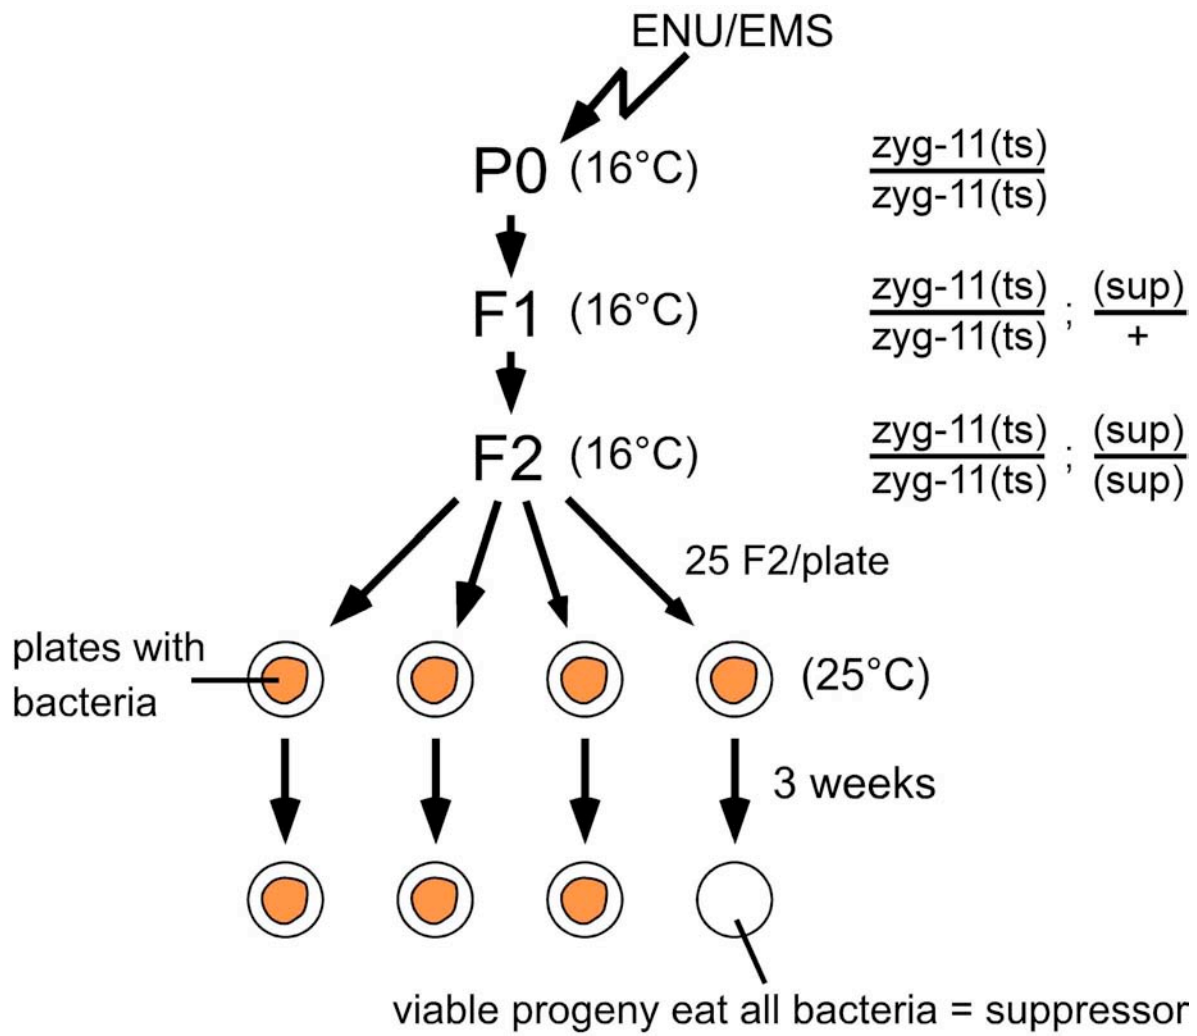 ENU/EMS
P0 (16°C)
zyg-11(ts)
zyg-11(ts)
F1 (16°C)
zyg-11(ts) ; (sup)
zyg-11(ts) +
F2 (16°C)
zyg-11(ts) ; (sup)
zyg-11(ts) (sup)
25 F2/plate
plates with
bacteria
(25°C)
3 weeks
viable progeny eat all bacteria = suppressor